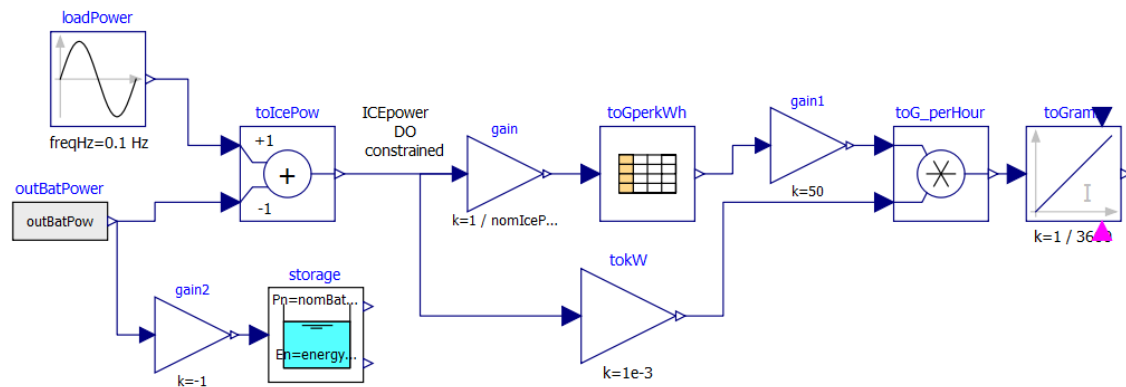 loadPower
freqHz=0.1 Hz
toIcePow
+1
+
-1
ICEpower
DO
constrained
gain
k=1 / nomIceP...
toGperkWh
gain1
k=50
toG_perHour
toGram
I
k=1 / 3600
outBatPower
outBatPow
gain2
k=-1
storage
Pn=nomBat...
En=energy...
tokW
k=1e-3